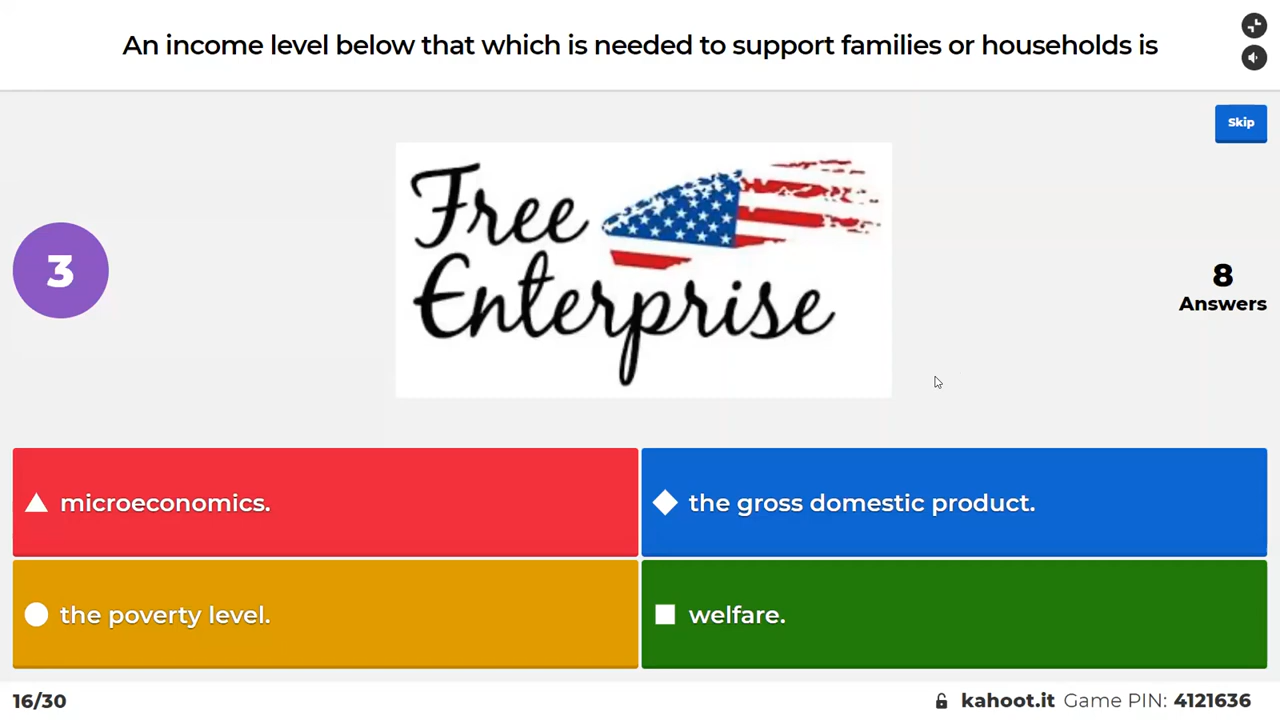 An income level below that which is needed to support families or households is
Skip
Free
Enterprise
3
8
Answers
microeconomics.
the gross domestic product.
the poverty level.
welfare.
16/30
kahoot.it Game PIN: 4121636